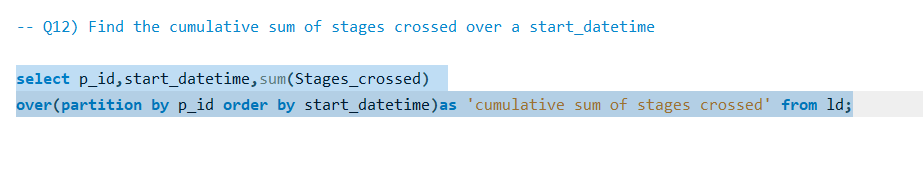 -- Q12) Find the cumulative sum of stages crossed over a start_datetime
select p_id,start_datetime,sum(Stages_crossed)
over(partition by p_id order by start_datetime)as 'cumulative sum of stages crossed' from ld;